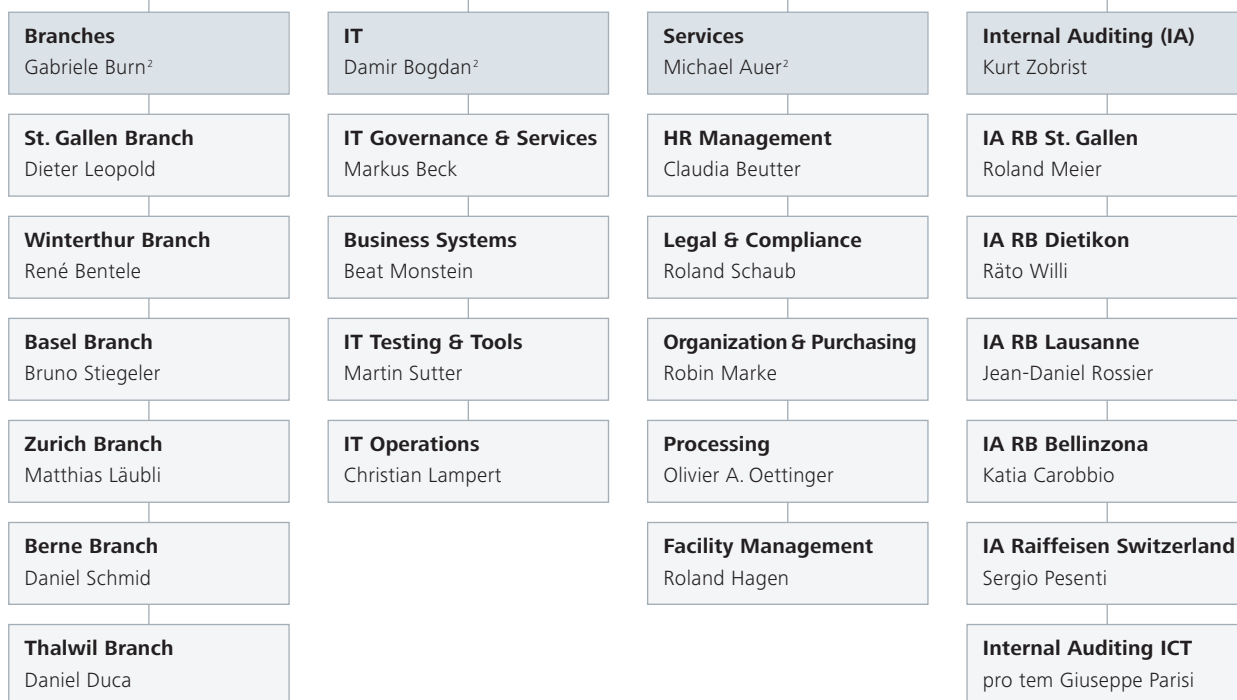 Branches
Gabriele Burn²
St. Gallen Branch
Dieter Leopold
Winterthur Branch
René Bentele
Basel Branch
Bruno Stiegeler
Zurich Branch
Matthias Läubli
Berne Branch
Daniel Schmid
Thalwil Branch
Daniel Duca
IT
Damir Bogdan²
IT Governance & Services
Markus Beck
Business Systems
Beat Monstein
IT Testing & Tools
Martin Sutter
IT Operations
Christian Lampert
Services
Michael Auer²
HR Management
Claudia Beutter
Legal & Compliance
Roland Schaub
Organization & Purchasing
Robin Marke
Processing
Olivier A. Oettinger
Facility Management
Roland Hagen
Internal Auditing (IA)
Kurt Zobrist
IA RB St. Gallen
Roland Meier
IA RB Dietikon
Räto Willi
IA RB Lausanne
Jean-Daniel Rossier
IA RB Bellinzona
Katia Carobbio
IA Raiffeisen Switzerland
Sergio Pesenti
Internal Auditing ICT
pro tem Giuseppe Parisi